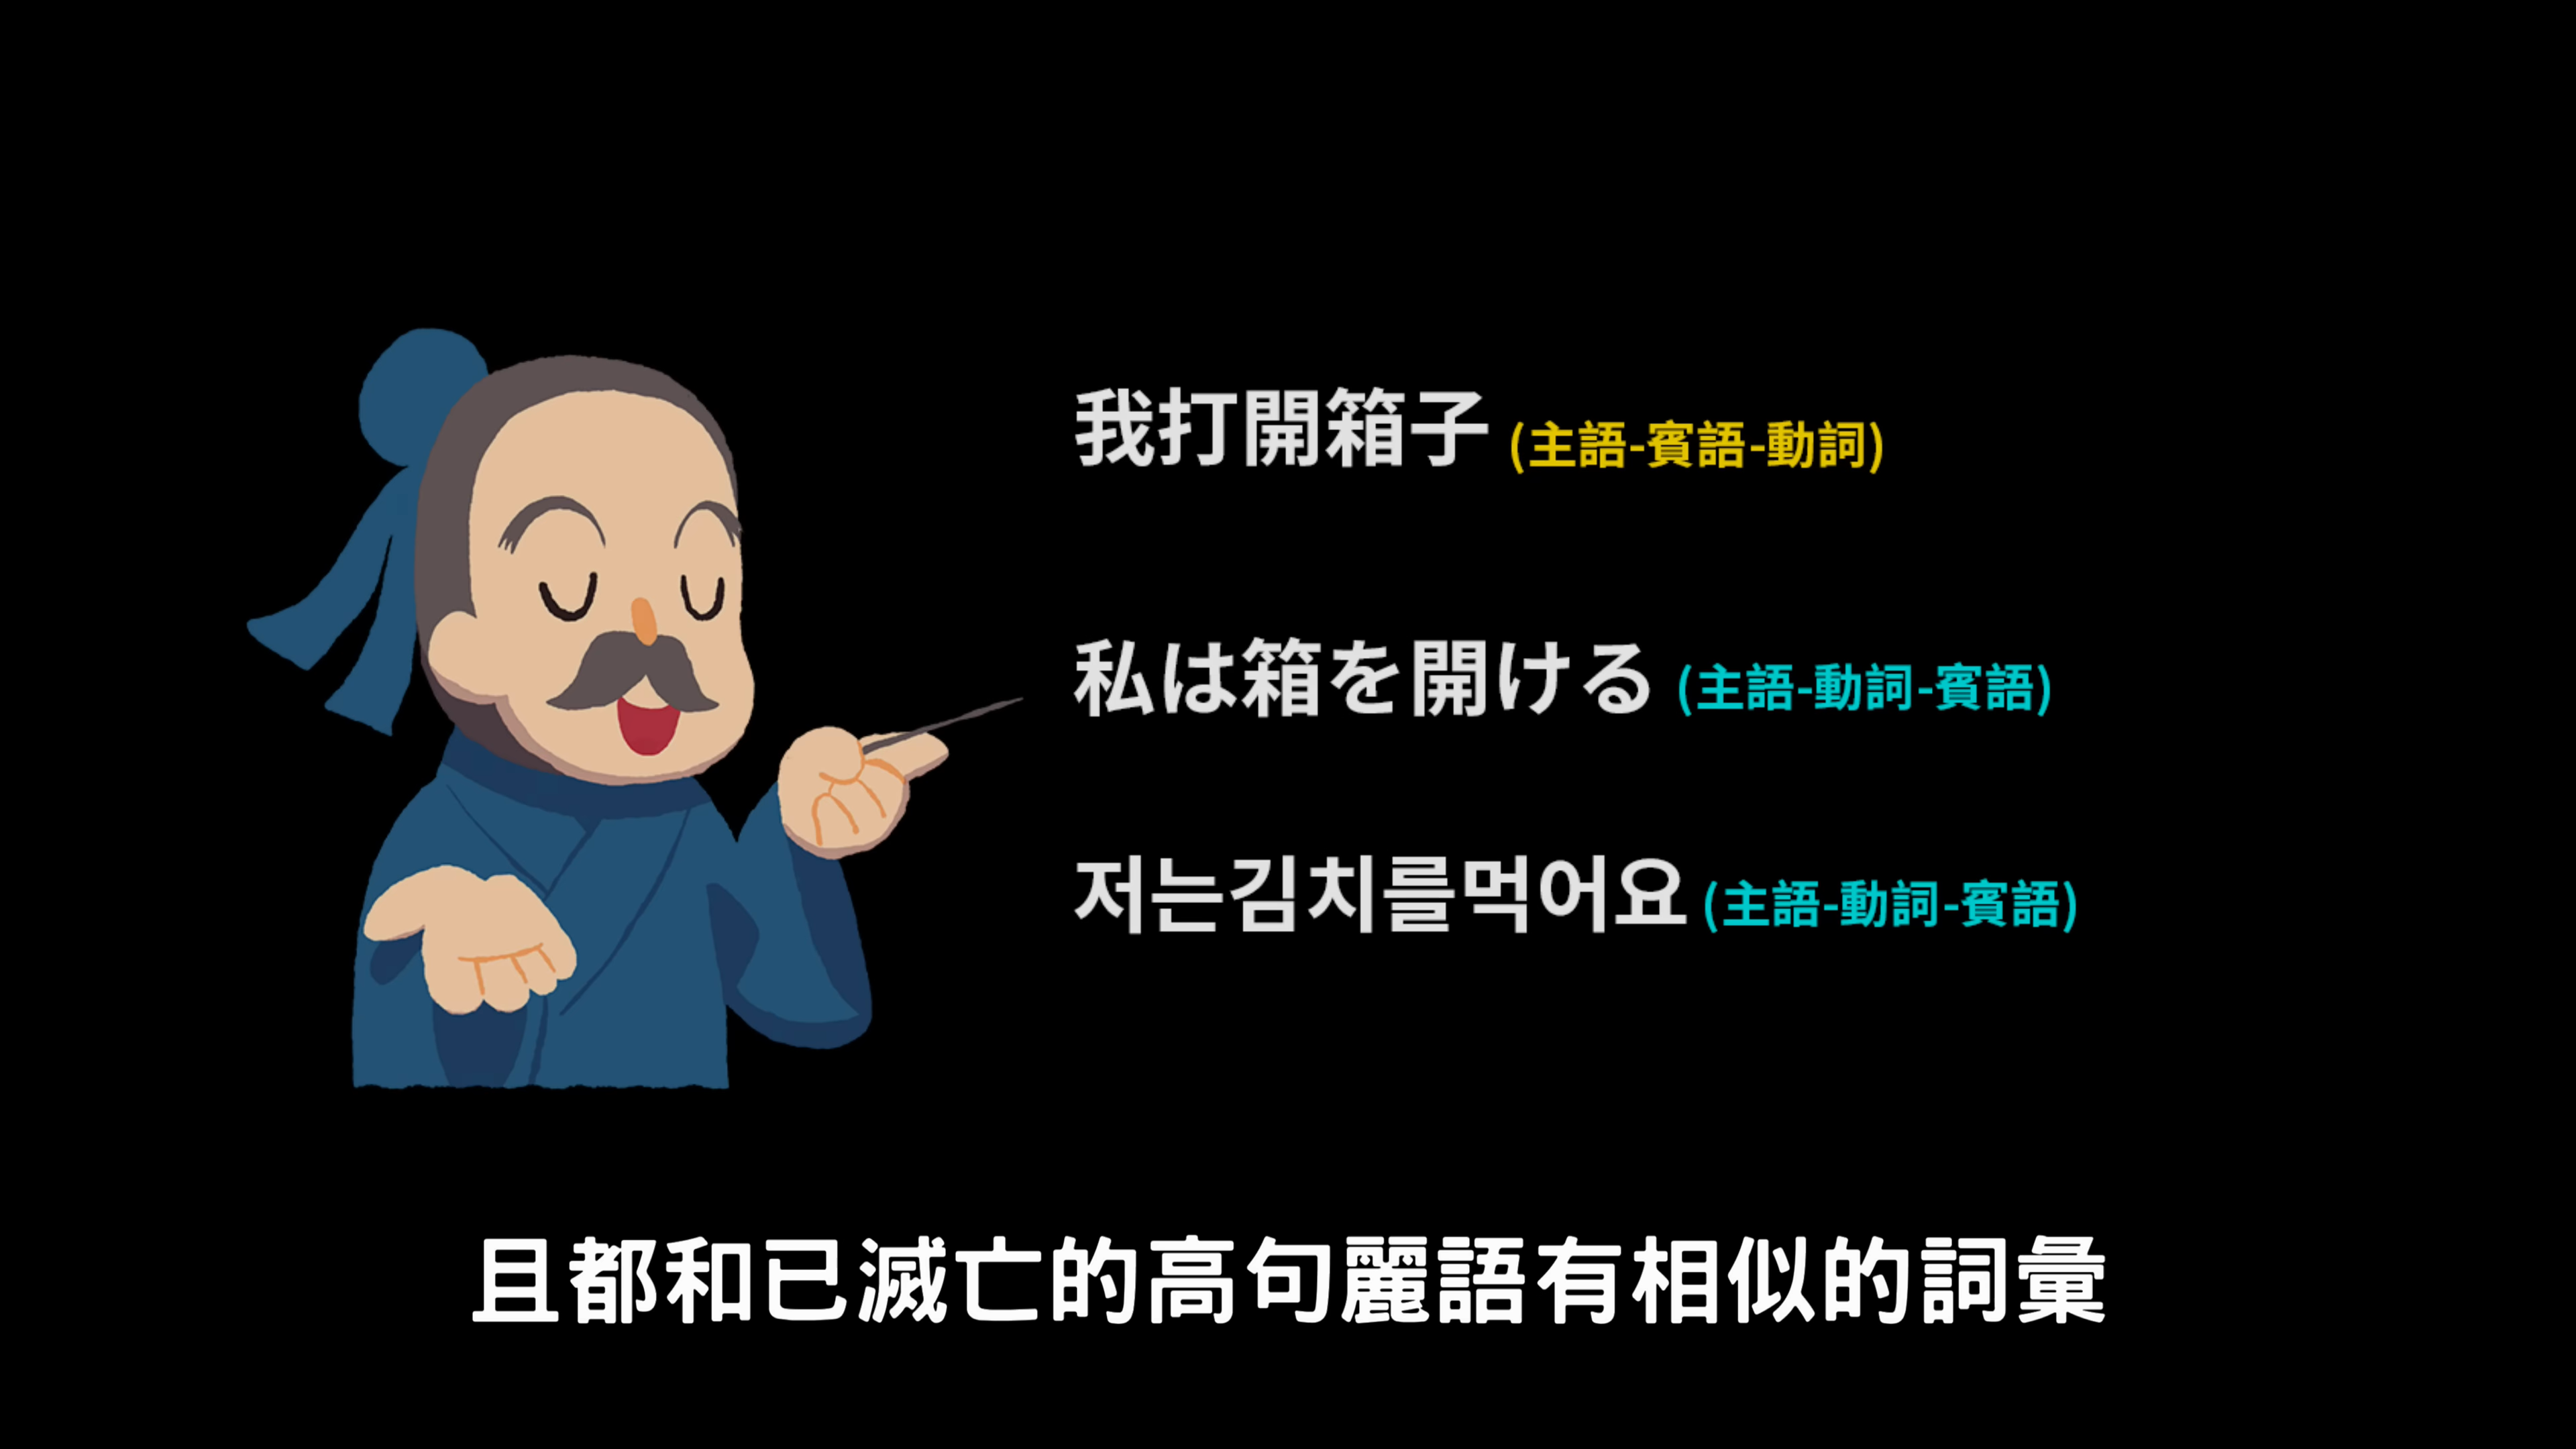 我打開箱子 (主語-賓語-動詞)
私は箱を開ける (主語-動詞-賓語)
저는김치를먹어요 (主語-動詞-賓語)
且都和已滅亡的高句麗語有相似的詞彙